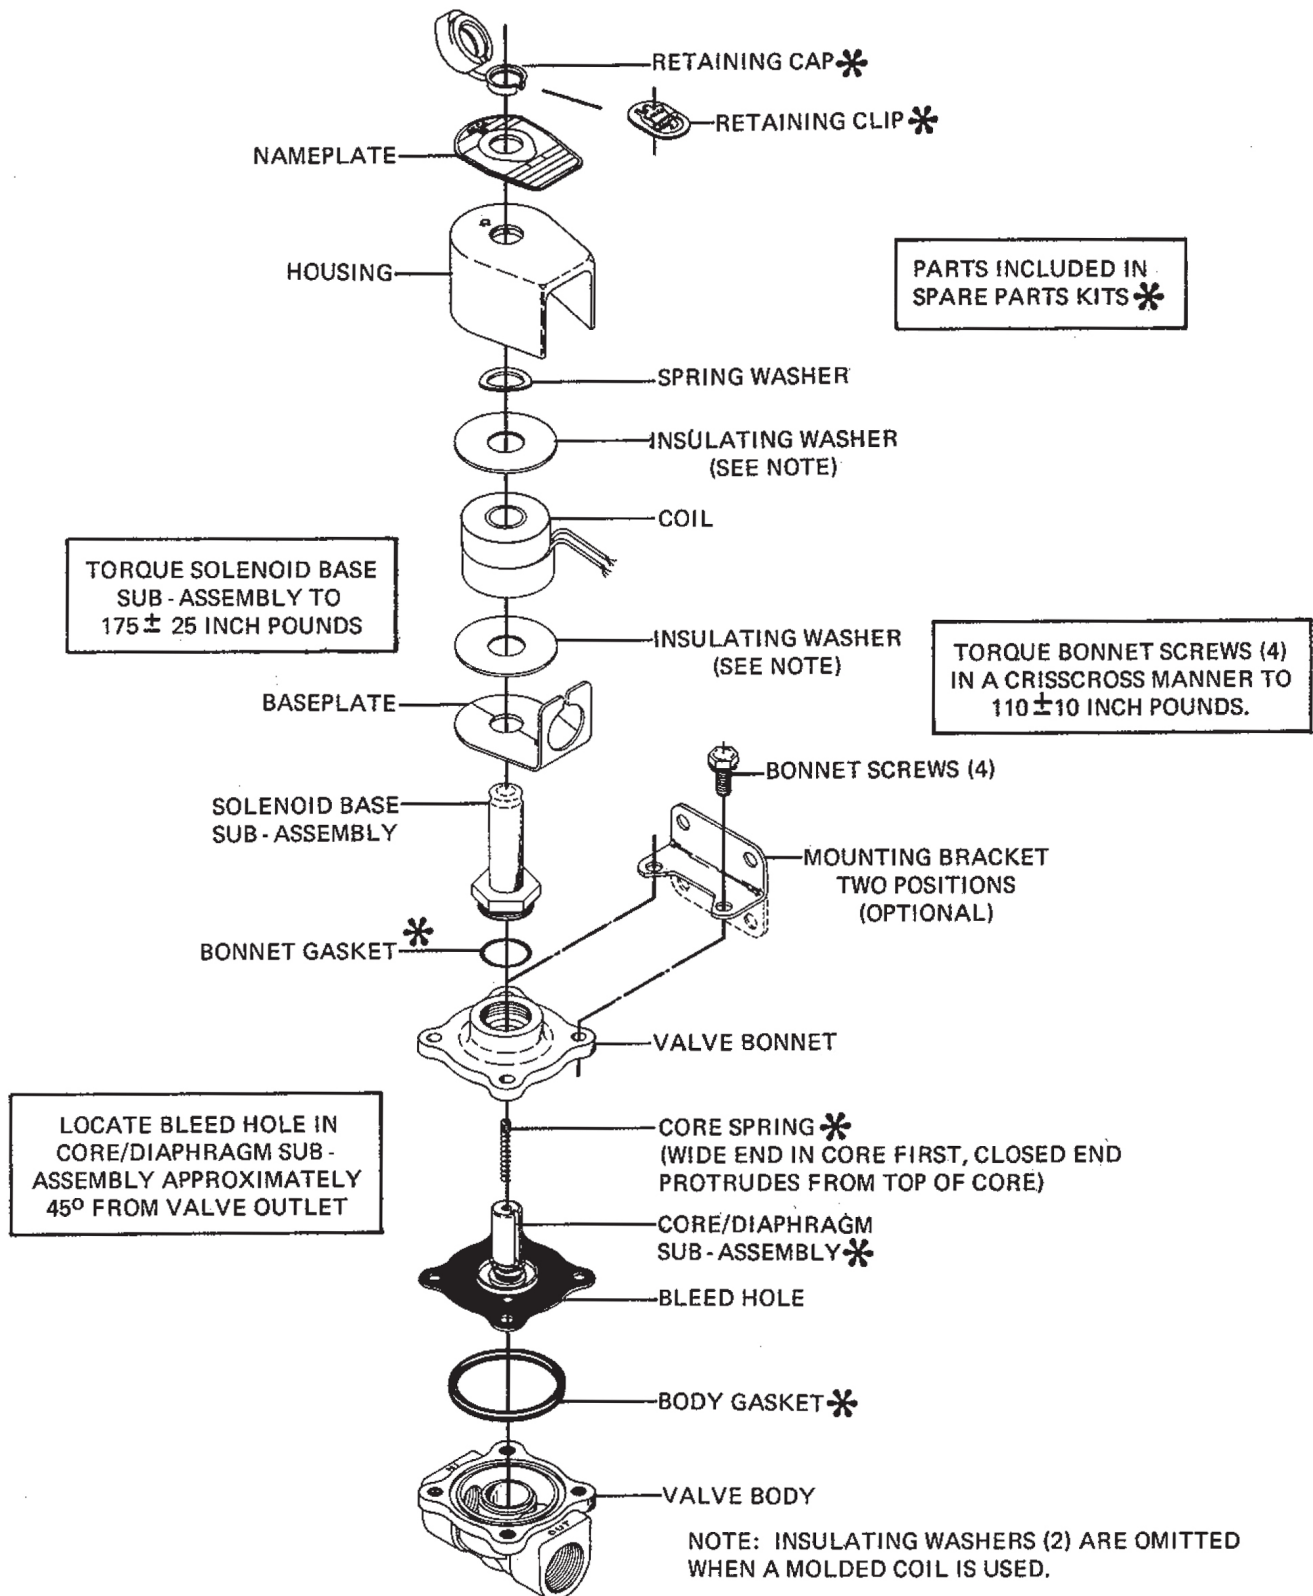 RETAINING CAP*
RETAINING CLIP*
NAMEPLATE
HOUSING
PARTS INCLUDED IN
SPARE PARTS KITS*
SPRING WASHER
INSULATING WASHER
(SEE NOTE)
COIL
TORQUE SOLENOID BASE
SUB-ASSEMBLY TO
175 ± 25 INCH POUNDS
INSULATING WASHER
(SEE NOTE)
TORQUE BONNET SCREWS (4)
IN A CRISSCROSS MANNER TO
110 ± 10 INCH POUNDS.
BASEPLATE
BONNET SCREWS (4)
SOLENOID BASE
SUB-ASSEMBLY
MOUNTING BRACKET
TWO POSITIONS
(OPTIONAL)
BONNET GASKET*
VALVE BONNET
LOCATE BLEED HOLE IN
CORE/DIAPHRAGM SUB-
ASSEMBLY APPROXIMATELY
45º FROM VALVE OUTLET
CORE SPRING*
(WIDE END IN CORE FIRST, CLOSED END
PROTRUDES FROM TOP OF CORE)
CORE/DIAPHRAGM
SUB-ASSEMBLY*
BLEED HOLE
BODY GASKET*
IN
VALVE BODY
OUT
NOTE: INSULATING WASHERS (2) ARE OMITTED
WHEN A MOLDED COIL IS USED.